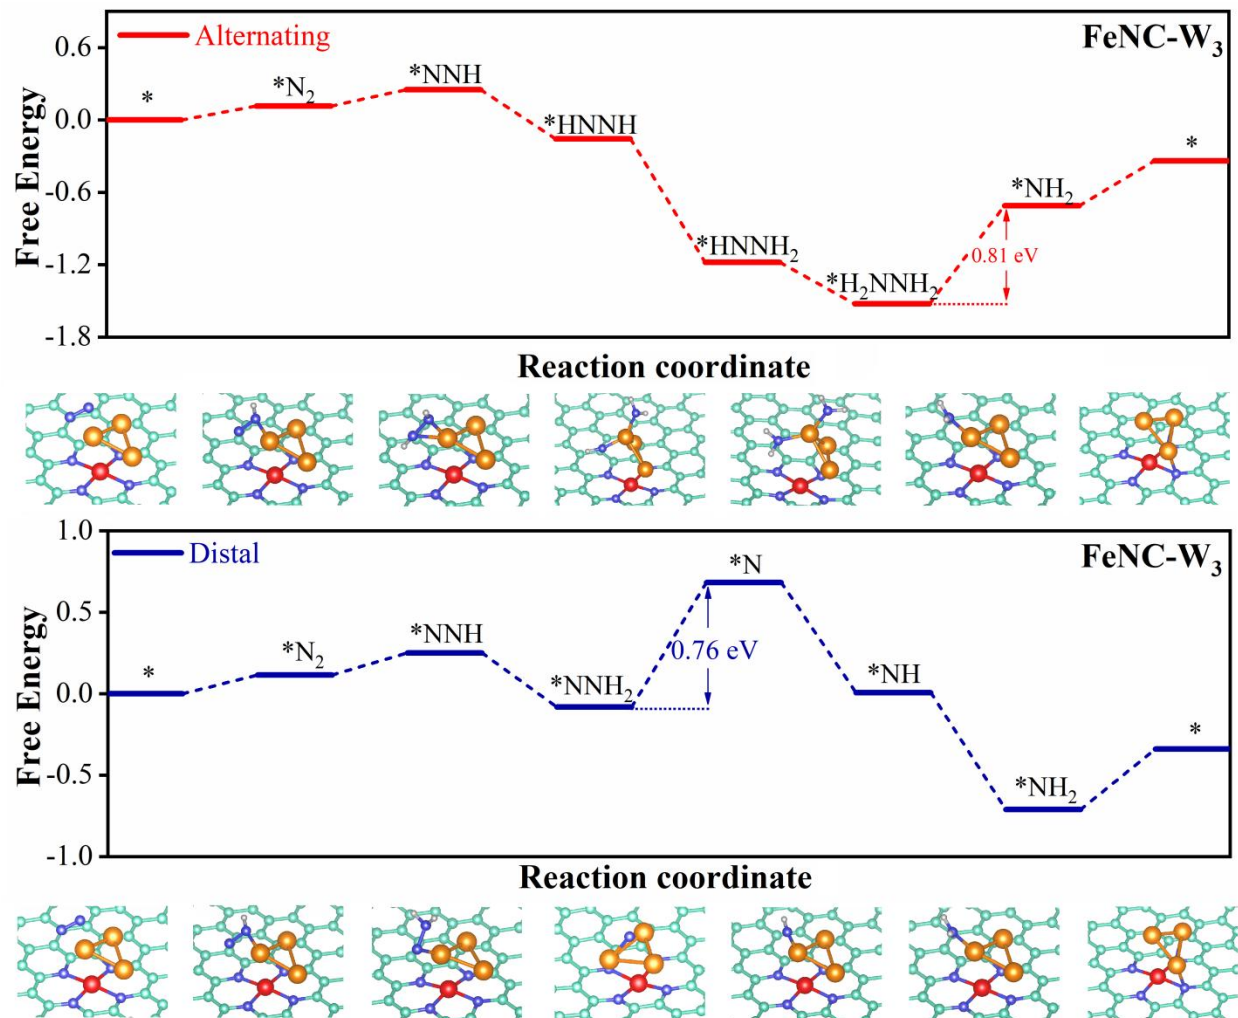 Alternating
FeNC-W₃
Free Energy
0.6
0.0
-0.6
-1.2
-1.8
*
*N₂
*NNH
*HNNH
*HNNH₂
*H₂NNH₂
*NH₂
*
0.81 eV
Reaction coordinate
Distal
FeNC-W₃
Free Energy
1.0
0.5
0.0
-0.5
-1.0
*
*N₂
*NNH
*NNH₂
*N
*NH
*NH₂
*
0.76 eV
Reaction coordinate